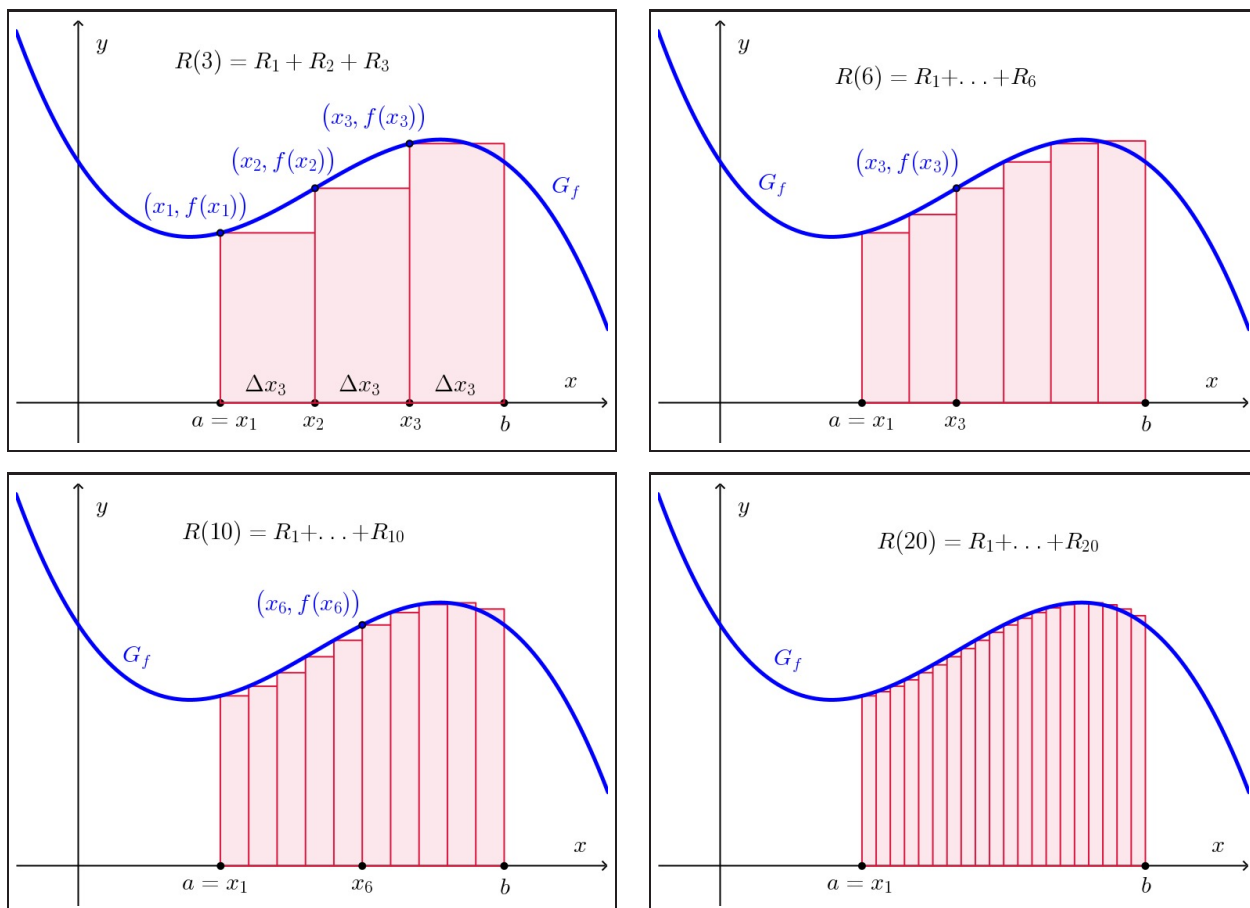 y
R(3) = R₁ + R₂ + R₃
(x₃, f(x₃))
(x₂, f(x₂))
(x₁, f(x₁))
G_f
Δx₃ Δx₃ Δx₃
x
a = x₁ x₂ x₃ b
y
R(6) = R₁+...+R₆
(x₃, f(x₃))
G_f
x
a = x₁ x₃ b
y
R(10) = R₁+...+R₁₀
(x₆, f(x₆))
G_f
x
a = x₁ x₆ b
y
R(20) = R₁+...+R₂₀
G_f
x
a = x₁ b